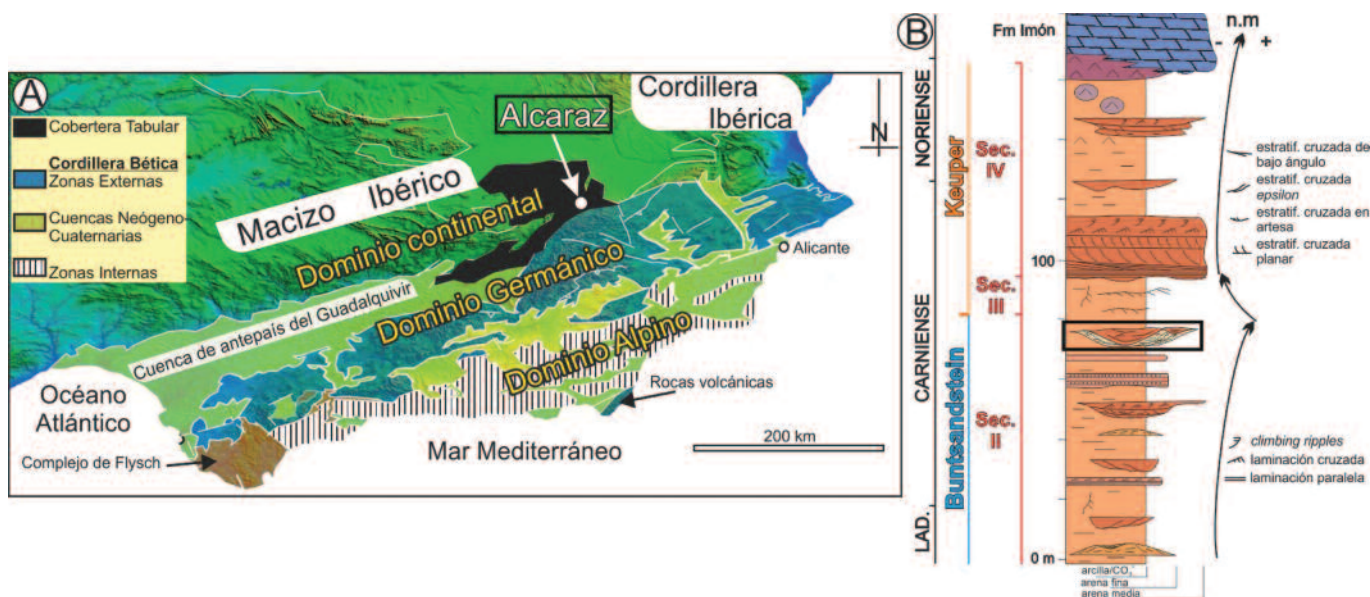 A
Cobertera Tabular
Cordillera Bética
Zonas Externas
Cuencas Neógeno-
Cuaternarias
Zonas Internas
Alcaraz
Cordillera
Ibérica
N
Macizo Ibérico
Dominio continental
Dominio Germánico
Dominio Alpino
Alicante
Cuenca de antepaís del Guadalquivir
Océano
Atlántico
Complejo de Flysch
Rocas volcánicas
Mar Mediterráneo
200 km
B
Fm Imón
n.m
- +
NORIENSE
CARNIENSE
LAD.
Keuper
Buntsandstein
Sec.
IV
Sec.
III
Sec.
II
100
0 m
arcilla/CO3
arena fina
arena media
estratif. cruzada de
bajo ángulo
estratif. cruzada
epsilon
estratif. cruzada en
artesa
estratif. cruzada
planar
climbing ripples
laminación cruzada
laminación paralela